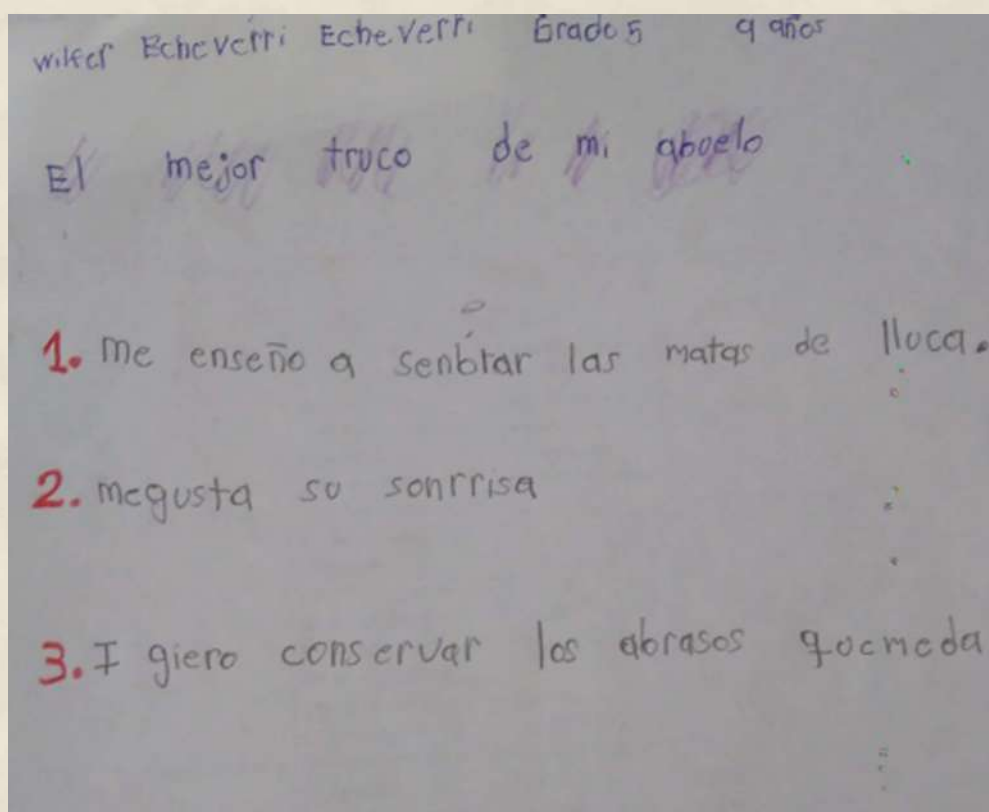 wilfer Echeverri Echeverri Grado 5 9 años
El mejor truco de mi abuelo
1. me enseño a senbrar las matas de lluca.
2. megusta su sonrrisa
3. I giero conservar los abrasos quemeda